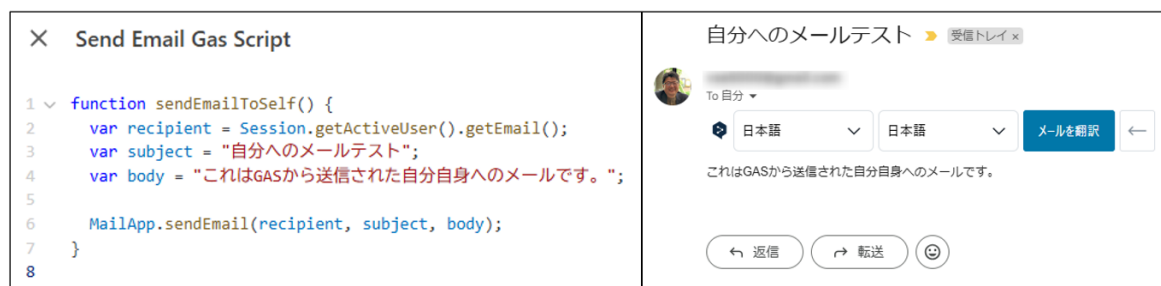 × Send Email Gas Script
1 function sendEmailToSelf() {
2 var recipient = Session.getActiveUser().getEmail();
3 var subject = "自分へのメールテスト";
4 var body = "これはGASから送信された自分自身へのメールです。";
5
6 MailApp.sendEmail(recipient, subject, body);
7 }
8
自分へのメールテスト 受信トレイ ×
To 自分
日本語 日本語 メールを翻訳
これはGASから送信された自分自身へのメールです。
返信 転送